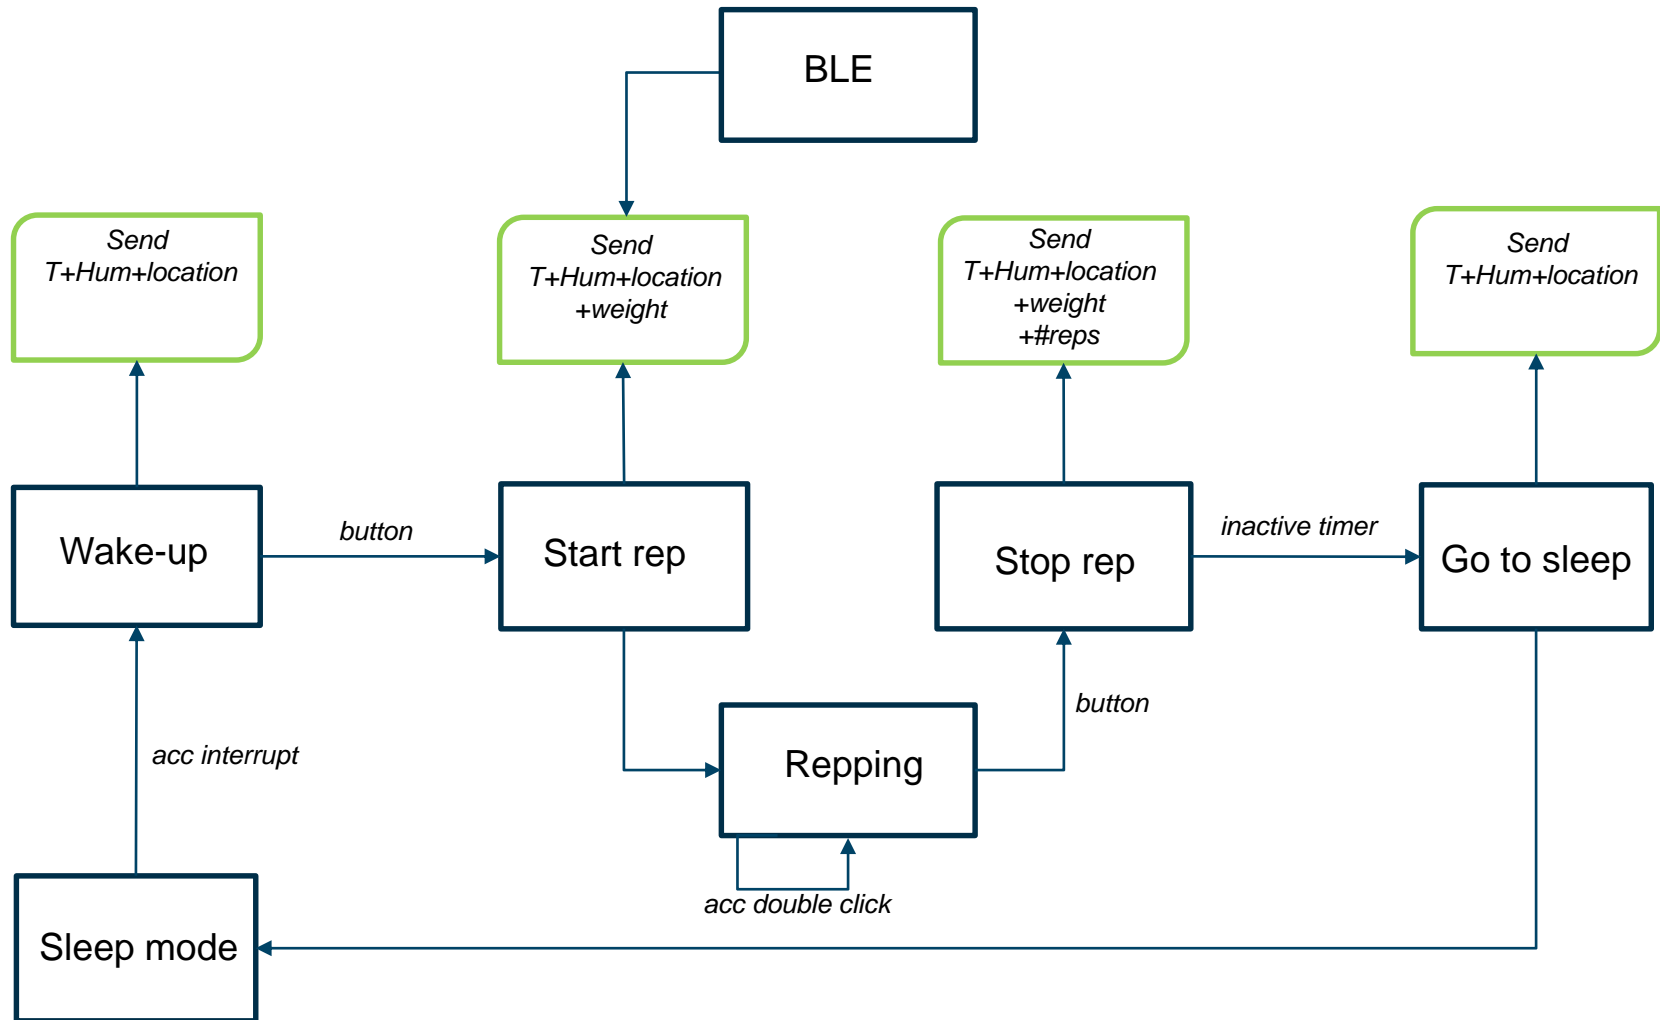 BLE
Send
T+Hum+location
Send
T+Hum+location
+weight
Send
T+Hum+location
+weight
+#reps
Send
T+Hum+location
Wake-up
button
Start rep
Stop rep
inactive timer
Go to sleep
acc interrupt
Repping
button
acc double click
Sleep mode